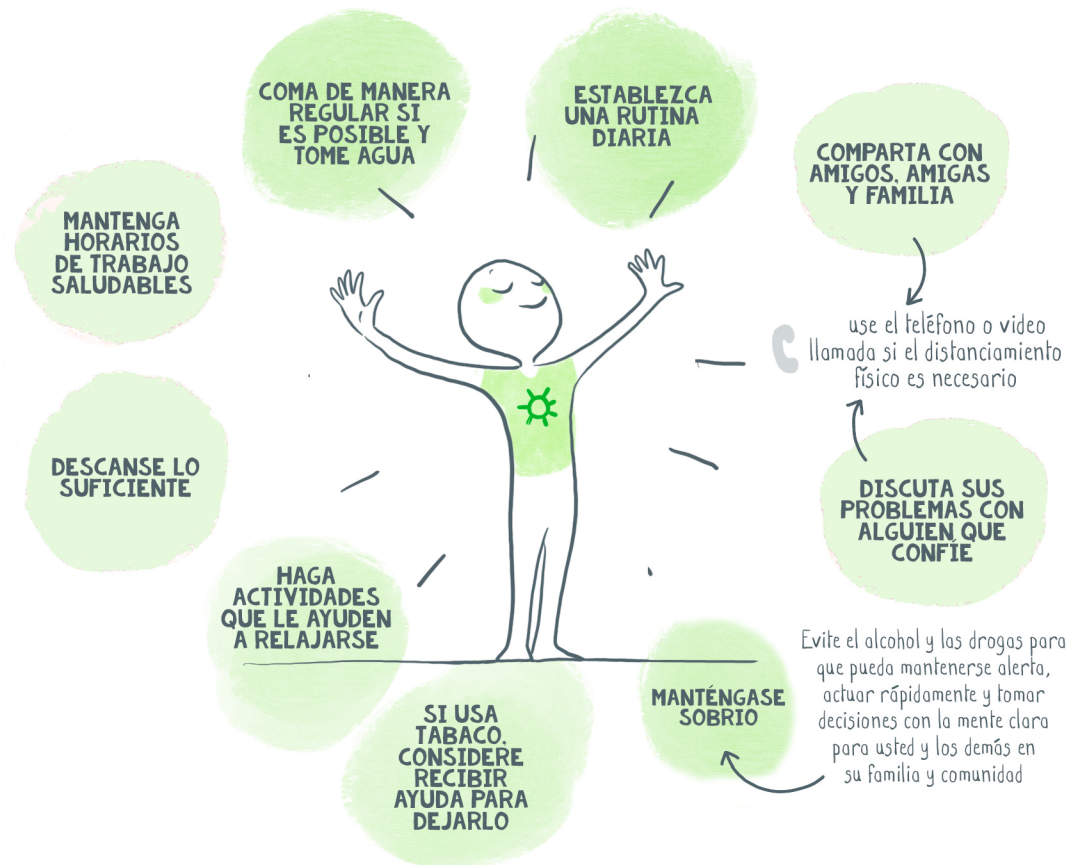 COMA DE MANERA
REGULAR SI
ES POSIBLE Y
TOME AGUA
ESTABLEZCA
UNA RUTINA
DIARIA
COMPARTA CON
AMIGOS, AMIGAS
Y FAMILIA
use el teléfono o video
llamada si el distanciamiento
físico es necesario
DISCUTA SUS
PROBLEMAS CON
ALGUIEN QUE
CONFÍE
MANTENGA
HORARIOS
DE TRABAJO
SALUDABLES
DESCANSE LO
SUFICIENTE
HAGA
ACTIVIDADES
QUE LE AYUDEN
A RELAJARSE
SI USA
TABACO,
CONSIDERE
RECIBIR
AYUDA PARA
DEJARLO
MANTÉNGASE
SOBRIO
Evite el alcohol y las drogas para
que pueda mantenerse alerta,
actuar rápidamente y tomar
decisiones con la mente clara
para usted y los demás en
su familia y comunidad